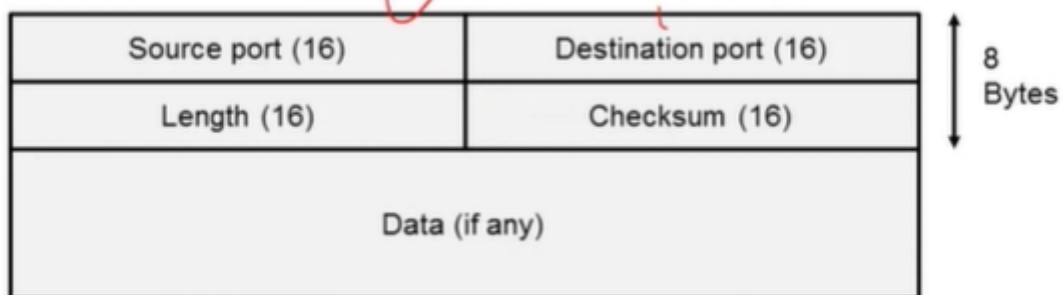 Source port (16) Destination port (16)
8
Bytes
Length (16) Checksum (16)
Data (if any)